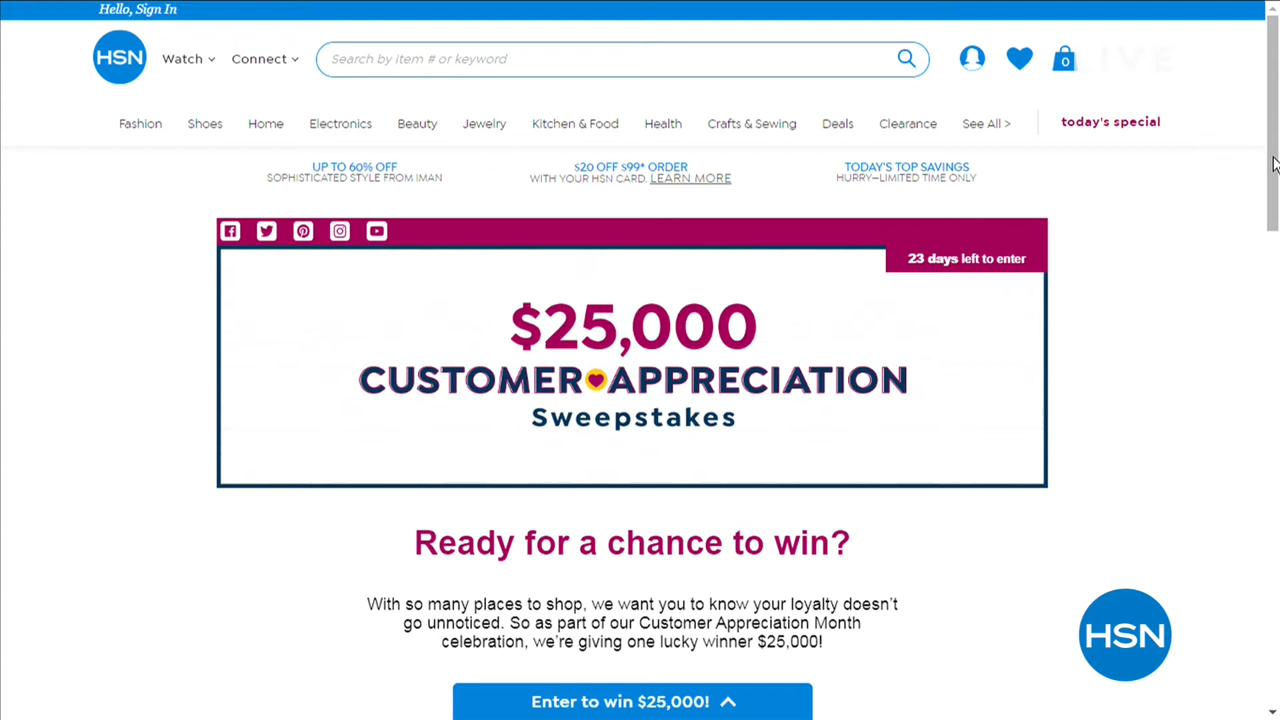 Hello, Sign In
HSN
Watch
Connect
Search by item # or keyword
0
LIVE
Fashion
Shoes
Home
Electronics
Beauty
Jewelry
Kitchen & Food
Health
Crafts & Sewing
Deals
Clearance
See All >
today's special
UP TO 60% OFF
SOPHISTICATED STYLE FROM IMAN
$20 OFF $99* ORDER
WITH YOUR HSN CARD. LEARN MORE
TODAY'S TOP SAVINGS
HURRY—LIMITED TIME ONLY
23 days left to enter
$25,000
CUSTOMER APPRECIATION
Sweepstakes
Ready for a chance to win?
With so many places to shop, we want you to know your loyalty doesn’t
go unnoticed. So as part of our Customer Appreciation Month
celebration, we’re giving one lucky winner $25,000!
Enter to win $25,000!
HSN